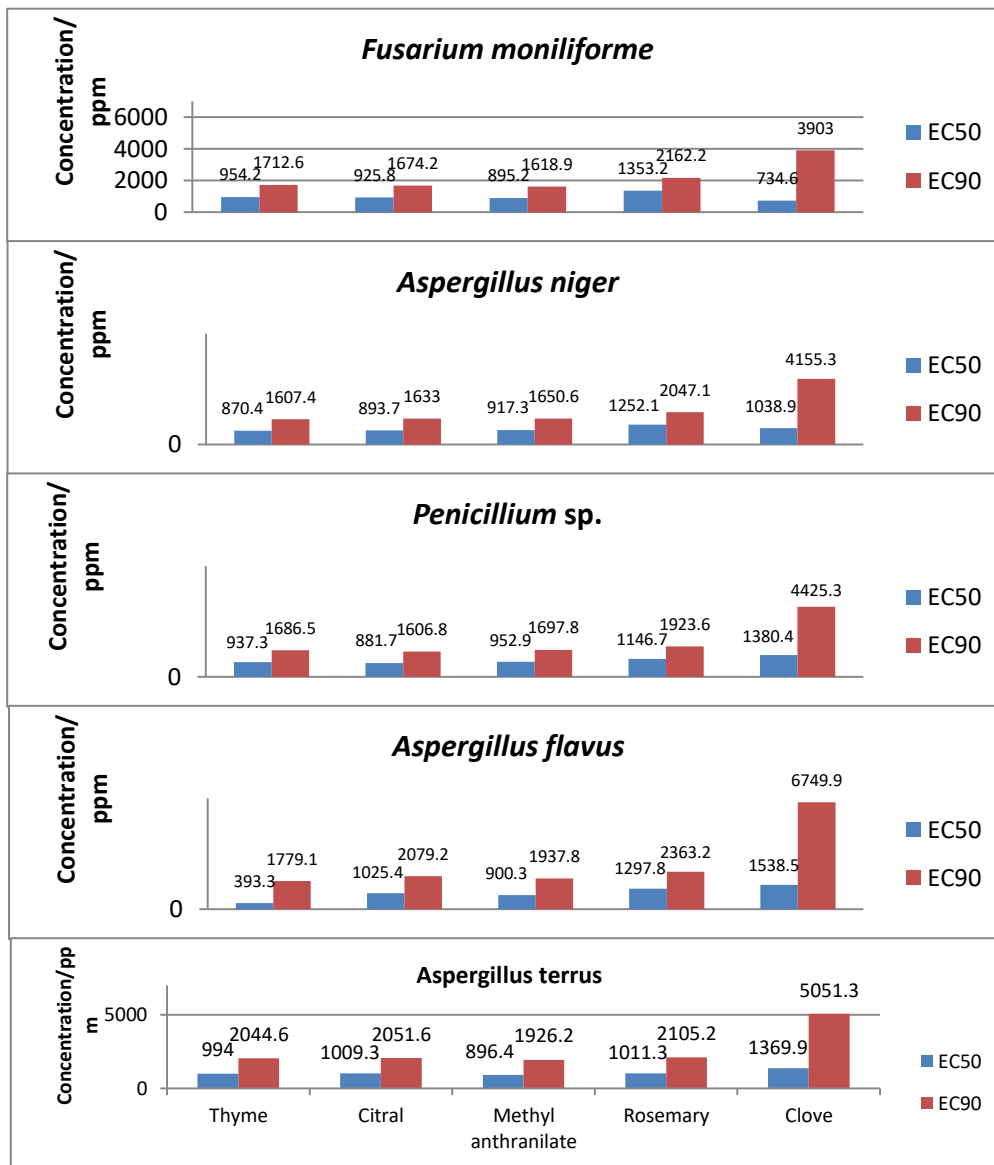 Fusarium moniliforme
Concentration/
ppm
6000
4000
2000
0
954.2
1712.6
925.8
1674.2
895.2
1618.9
1353.2
2162.2
734.6
3903
EC50
EC90
Aspergillus niger
Concentration/
ppm
0
870.4
1607.4
893.7
1633
917.3
1650.6
1252.1
2047.1
1038.9
4155.3
EC50
EC90
Penicillium sp.
Concentration/
ppm
0
937.3
1686.5
881.7
1606.8
952.9
1697.8
1146.7
1923.6
1380.4
4425.3
EC50
EC90
Aspergillus flavus
Concentration/
ppm
0
393.3
1779.1
1025.4
2079.2
900.3
1937.8
1297.8
2363.2
1538.5
6749.9
EC50
EC90
Aspergillus terrus
Concentration/pp
m
5000
0
994
2044.6
1009.3
2051.6
896.4
1926.2
1011.3
2105.2
1369.9
5051.3
EC50
EC90
Thyme
Citral
Methyl
anthranilate
Rosemary
Clove